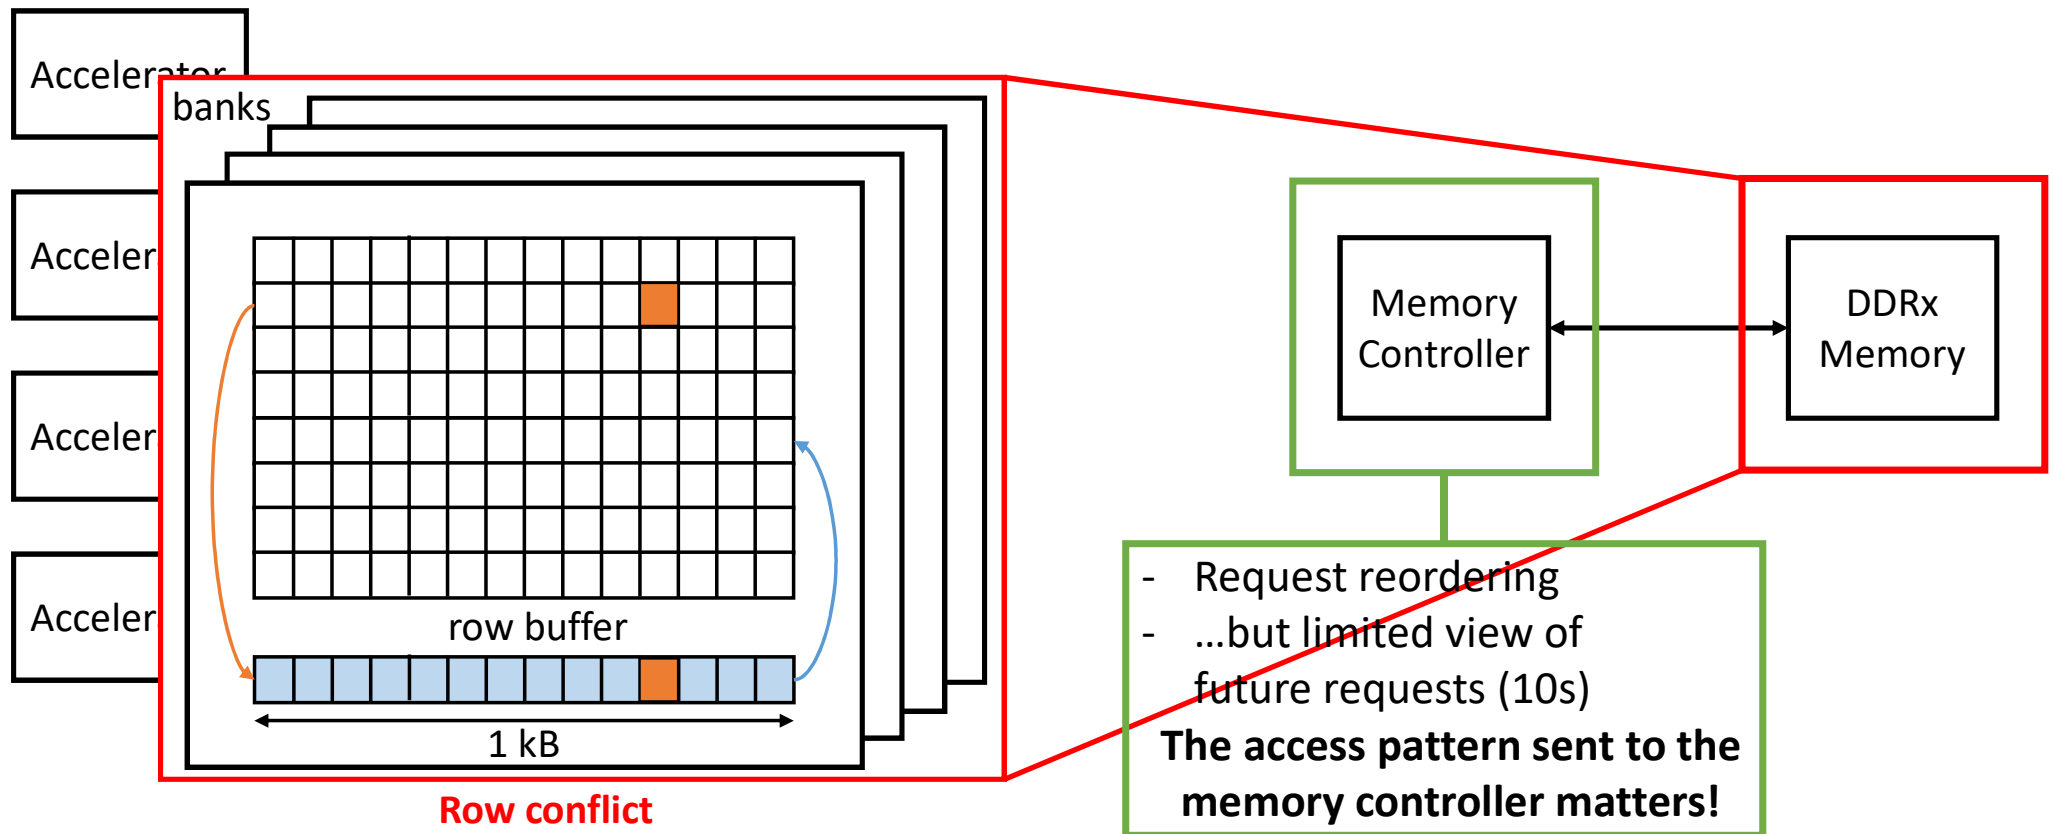 Accelerator
banks
Acceler
Acceler
Acceler
row buffer
1 kB
Row conflict
Memory
Controller
DDRx
Memory
- Request reordering
- …but limited view of
future requests (10s)
The access pattern sent to the
memory controller matters!